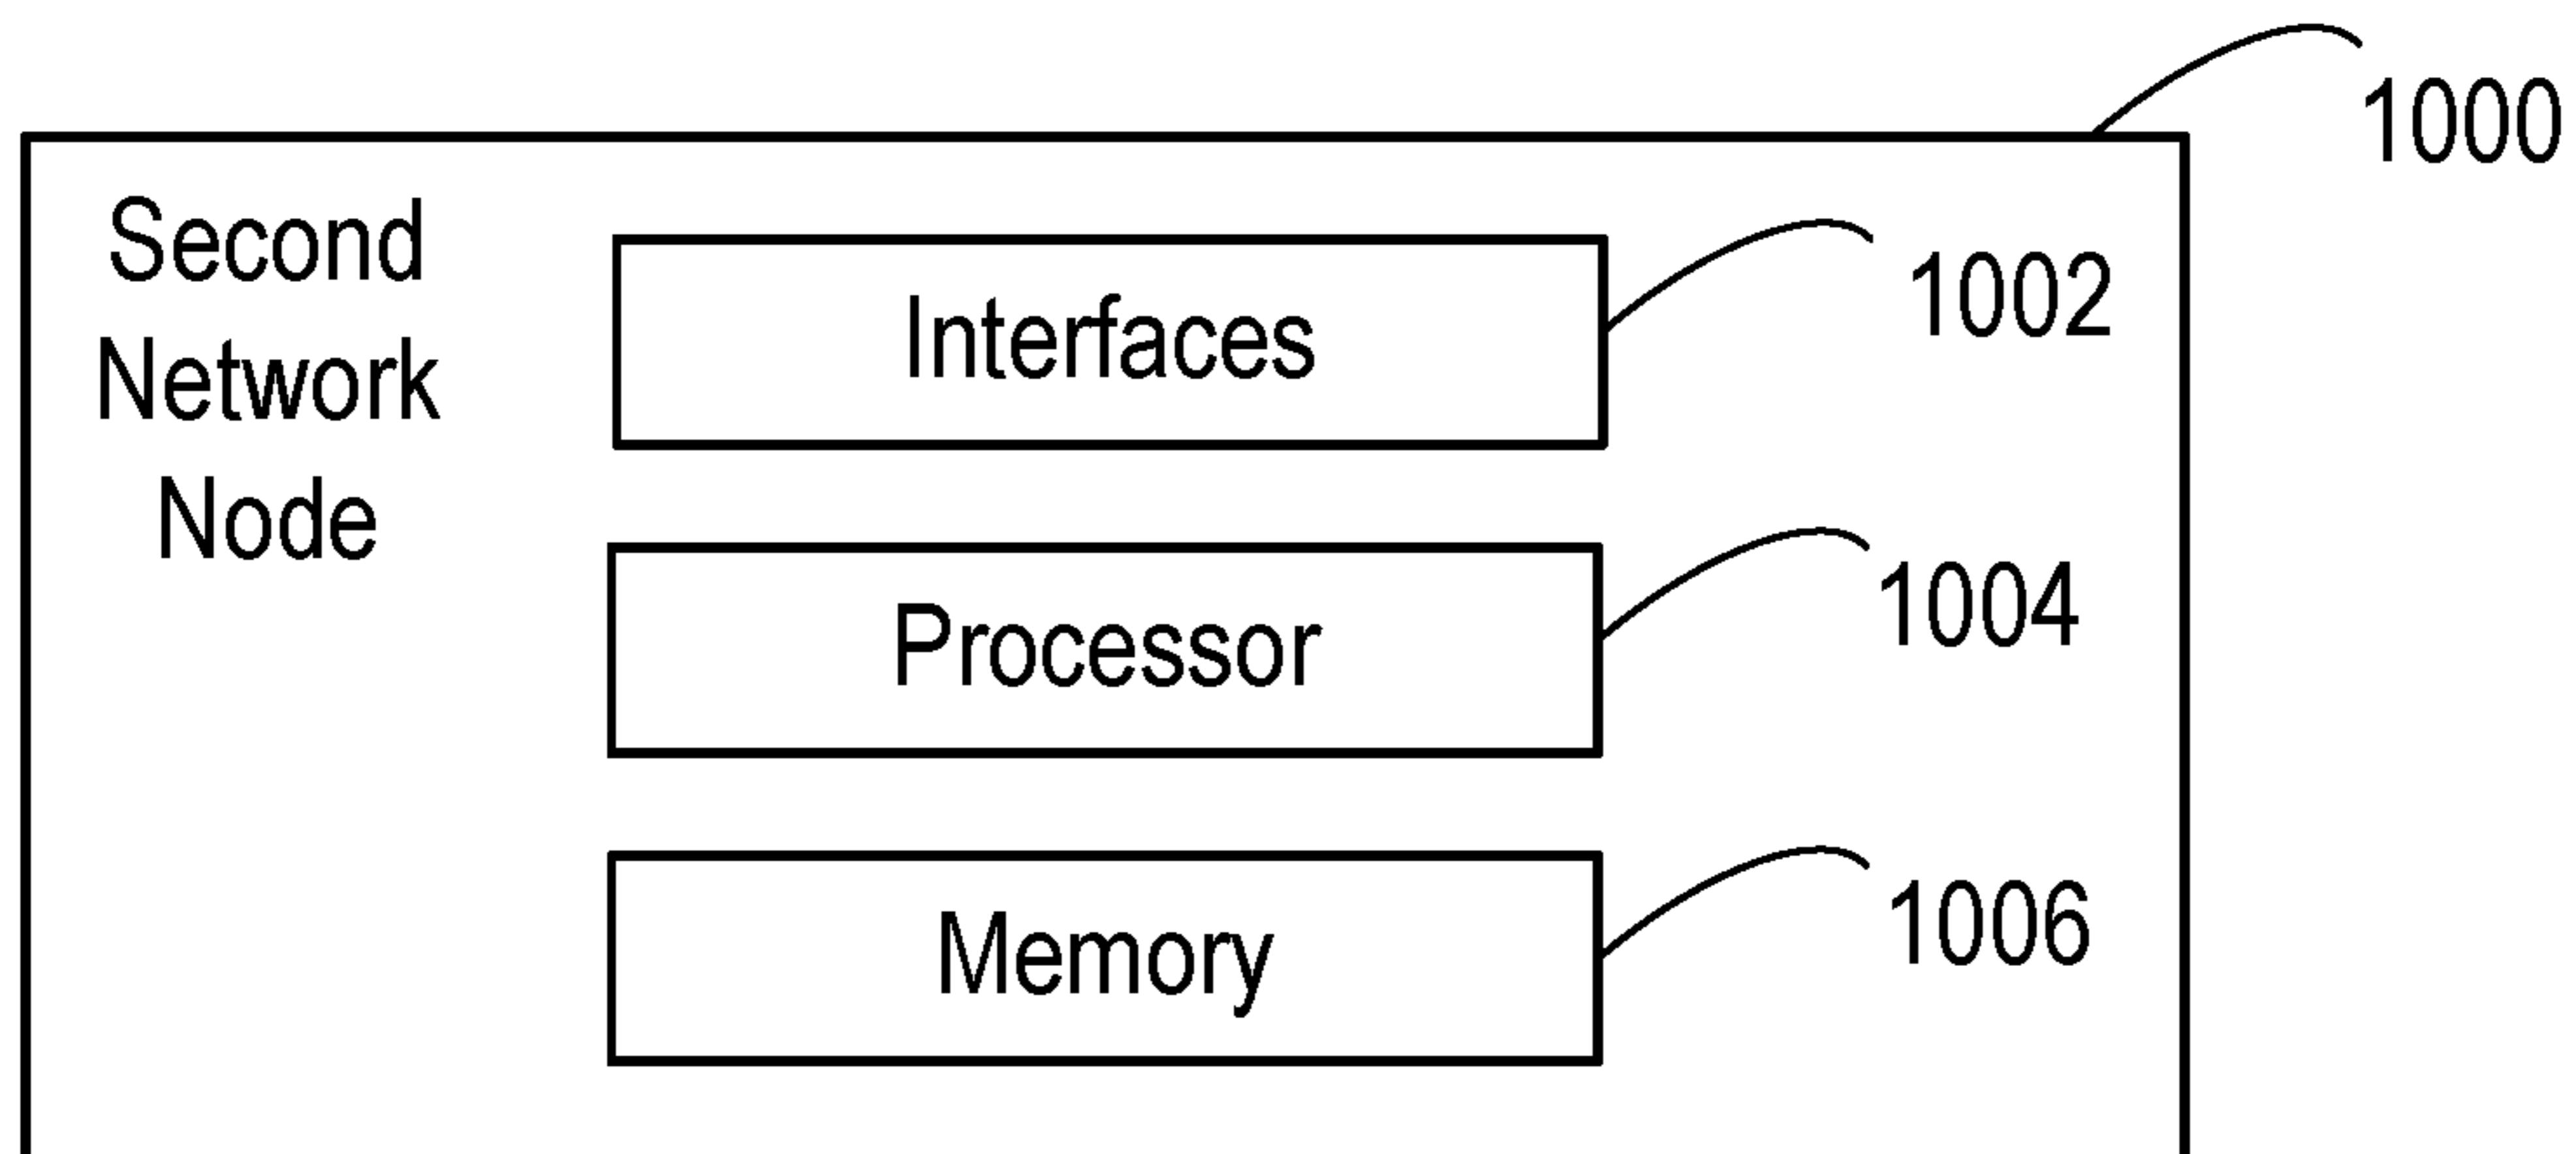 1000
Second
Network
Node
Interfaces
1002
Processor
1004
Memory
1006